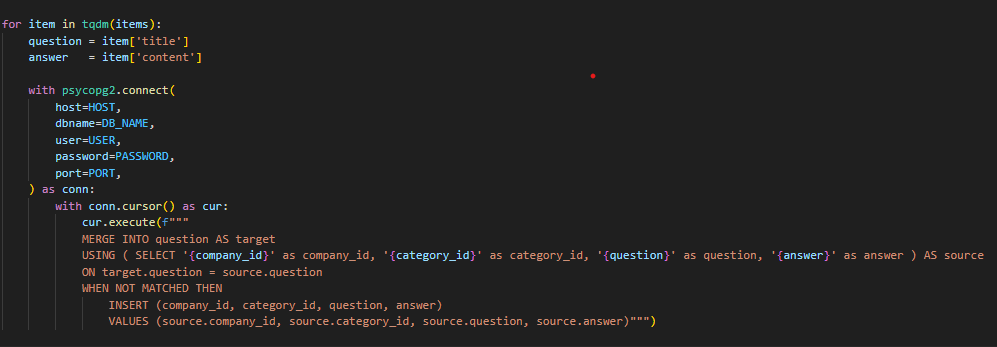 for item in tqdm(items):
    question = item['title']
    answer   = item['content']

    with psycopg2.connect(
        host=HOST,
        dbname=DB_NAME,
        user=USER,
        password=PASSWORD,
        port=PORT,
    ) as conn:
        with conn.cursor() as cur:
            cur.execute(f"""
            MERGE INTO question AS target
            USING ( SELECT '{company_id}' as company_id, '{category_id}' as category_id, '{question}' as question, '{answer}' as answer ) AS source
            ON target.question = source.question
            WHEN NOT MATCHED THEN
                INSERT (company_id, category_id, question, answer)
                VALUES (source.company_id, source.category_id, source.question, source.answer)""")